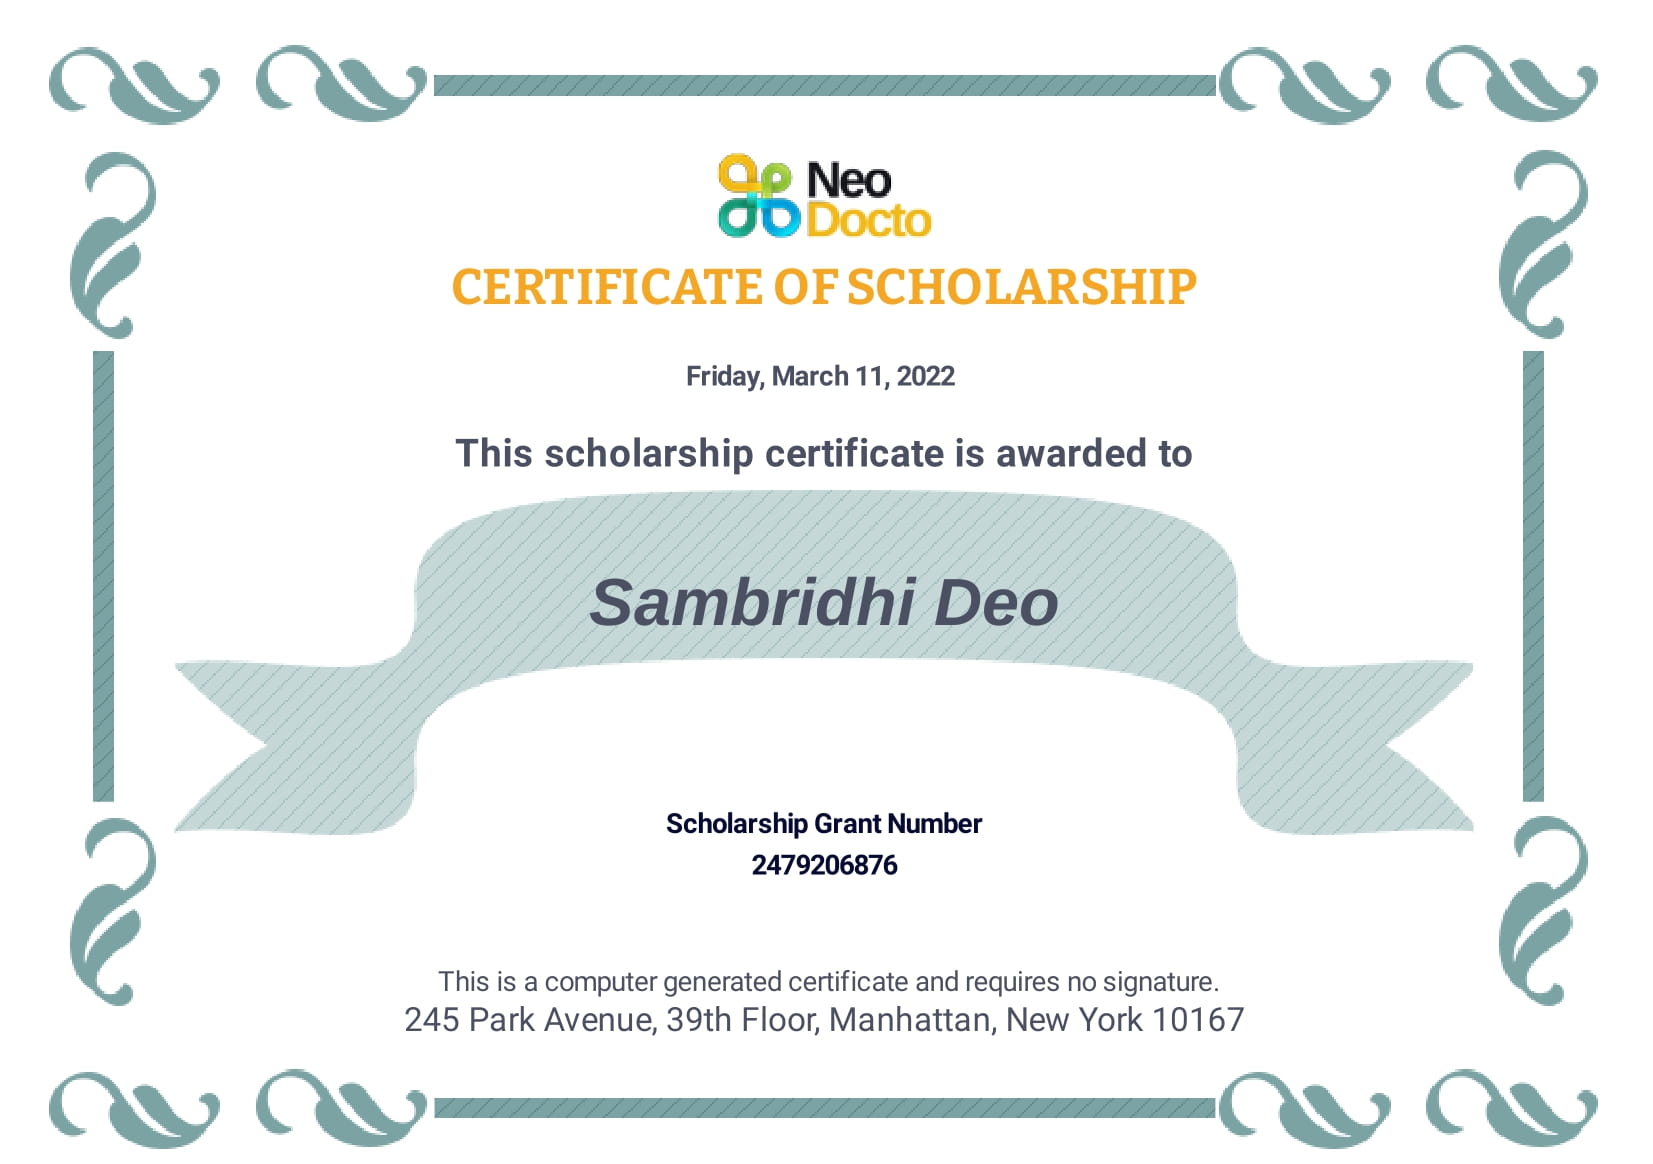 Neo
Docto
CERTIFICATE OF SCHOLARSHIP
Friday, March 11, 2022
This scholarship certificate is awarded to
Sambridhi Deo
Scholarship Grant Number
2479206876
This is a computer generated certificate and requires no signature.
245 Park Avenue, 39th Floor, Manhattan, New York 10167